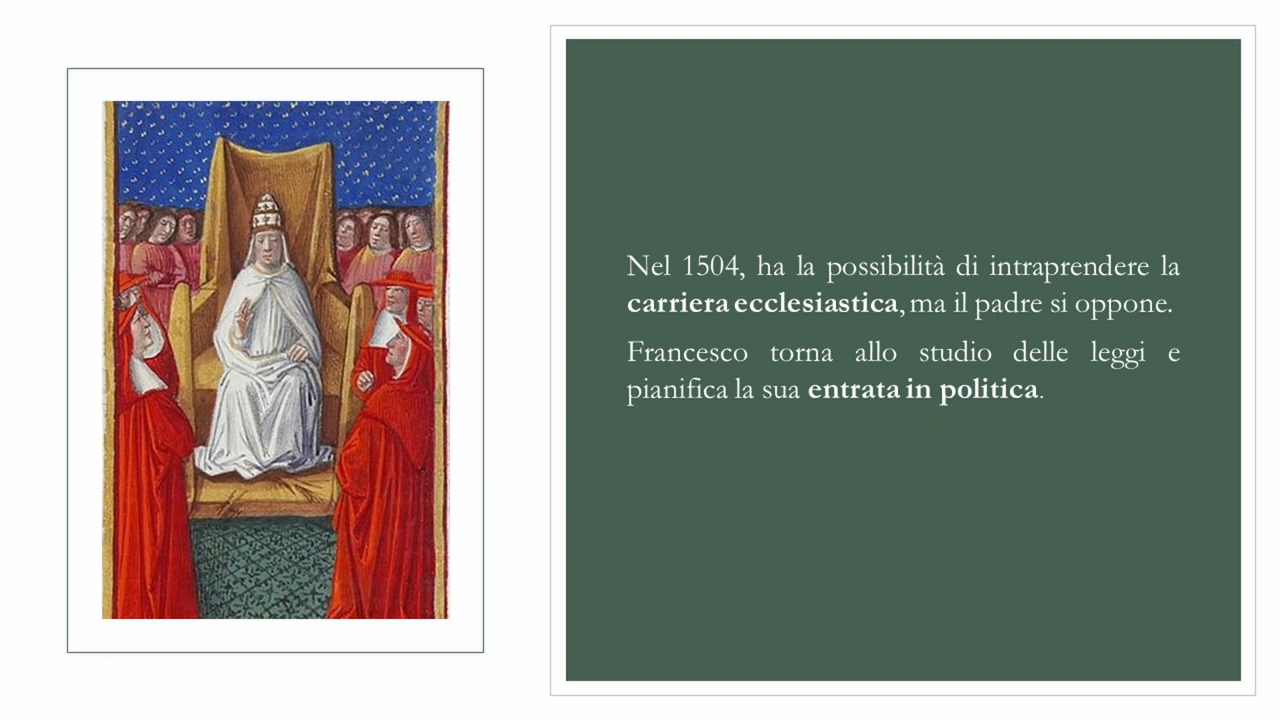 Nel 1504, ha la possibilità di intraprendere la
carriera ecclesiastica, ma il padre si oppone.
Francesco torna allo studio delle leggi e
pianifica la sua entrata in politica.